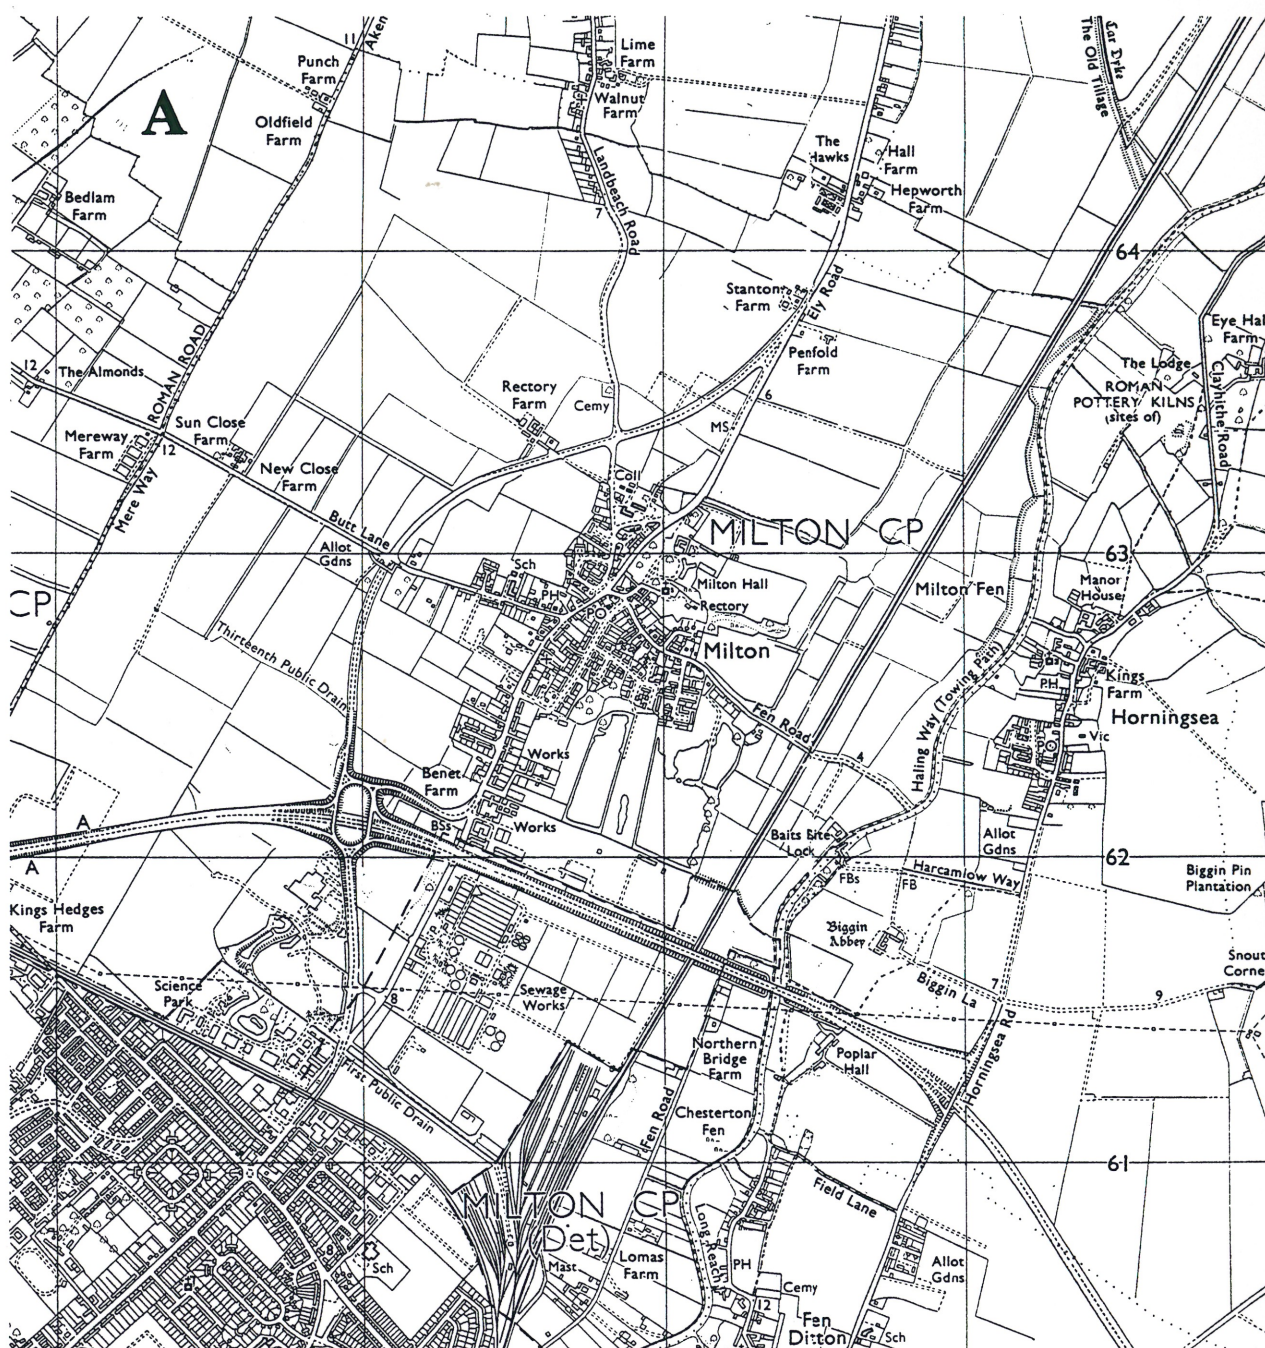 11
Aken
Lime
Farm
Punch
Farm
Walnut
Farm
Car Dyke
The Old Village
A
Oldfield
Farm
Landbeach Road
The
Hawks
Hall
Farm
Hepworth
Farm
Bedlam
Farm
7
64
Stanton
Farm
Ely Road
Penfold
Farm
Eye Hal
Farm
12
The Almonds
ROMAN ROAD
The Lodge
ROMAN
POTTERY KILNS
(sites of)
Clayhithe Road
Rectory
Farm
Cemy
6
MS
Sun Close
Farm
Mereway
Farm
12
New Close
Farm
Mere Way
Coll
Butt Lane
MILTON CP
Allot
Gdns
63
Sch
PH
PO
Milton Hall
Rectory
Milton Fen
Manor
House
CP
Thirteenth Public Drain
Milton
Haling Way (Towing Path)
PH
Kings
Farm
Horningsea
Fen Road
Vic
4
Works
Benet
Farm
BSs
Works
A
A
Baits Bite
Lock
Allot
Gdns
62
FBs
FB
Harcamlow Way
Biggin Pin
Plantation
Kings Hedges
Farm
Biggin
Abbey
Snout
Corne
Science
Park
8
Sewage
Works
Biggin La
7
9
Northern
Bridge
Farm
Poplar
Hall
Horningsea Rd
First Public Drain
Fen Road
Chesterton
Fen
61
MILTON CP
(Det)
Field Lane
Long Reach
8
Sch
Mast
Lomas
Farm
PH
Cemy
12
Allot
Gdns
Fen
Ditton
Sch